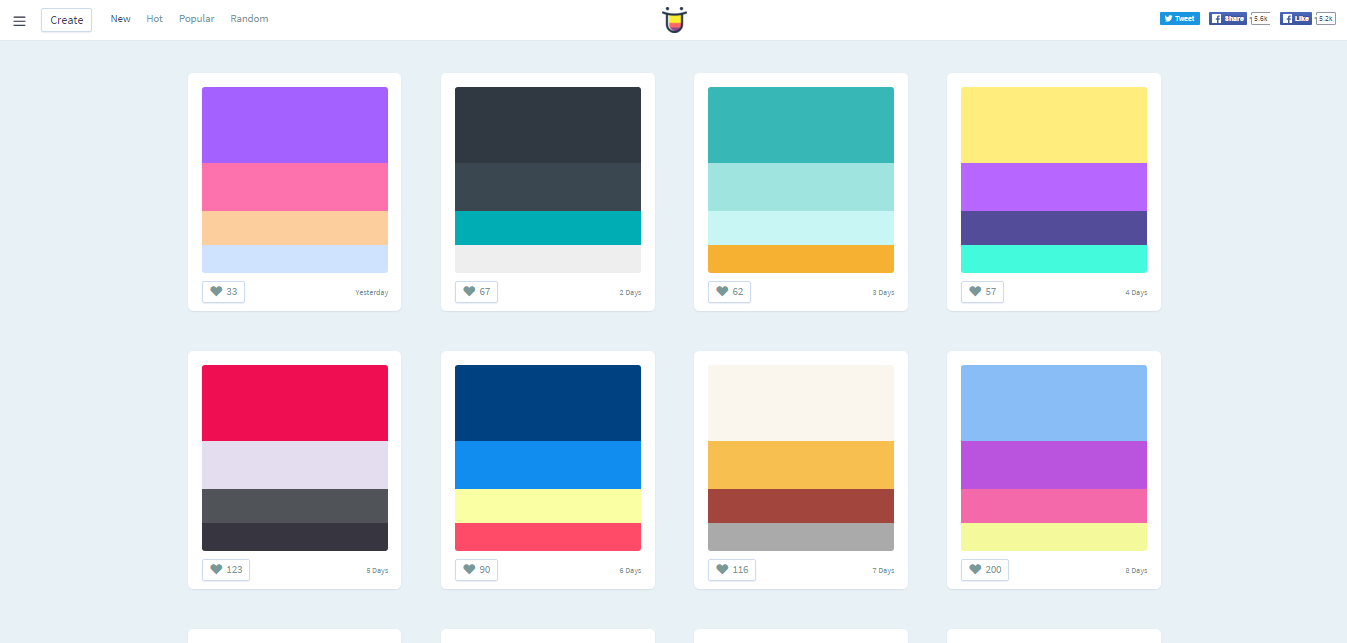 Create New Hot Popular Random Tweet Share 5.6k Like 5.2k
33 Yesterday 67 2 Days 62 3 Days 57 4 Days
123 5 Days 90 6 Days 116 7 Days 200 8 Days